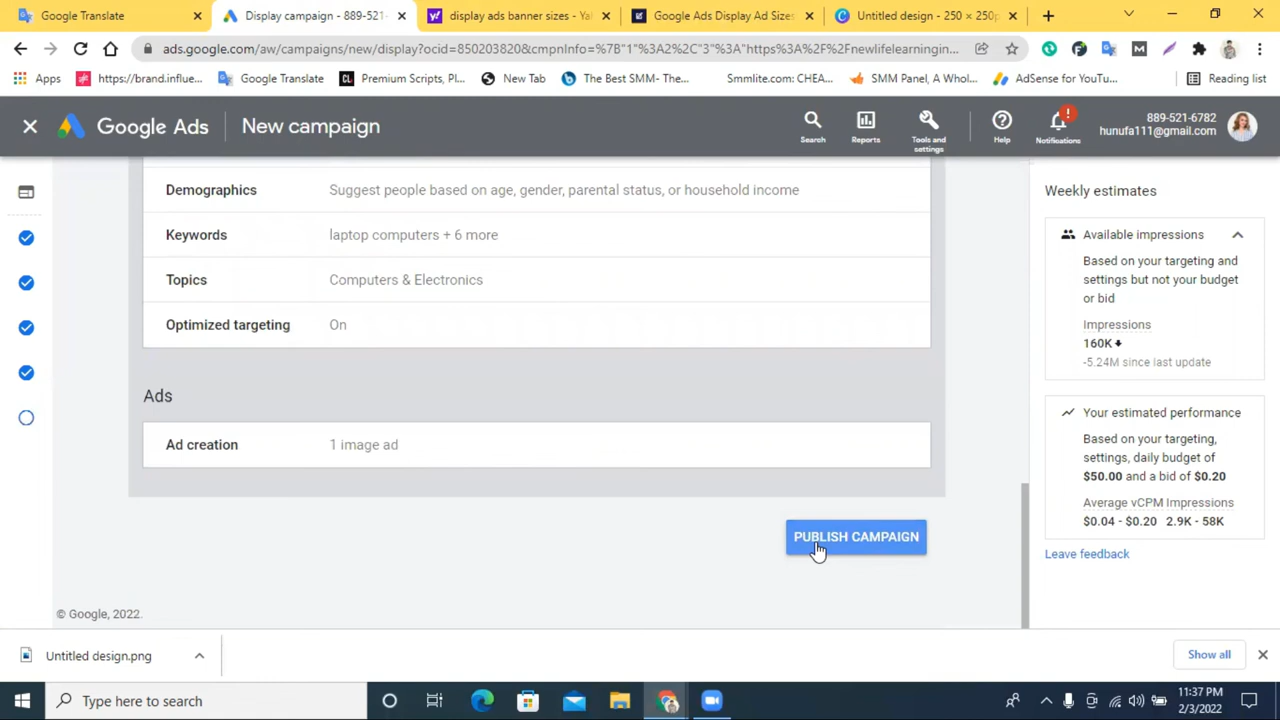 Google Translate
Display campaign - 889-521-
display ads banner sizes - Ya
Google Ads Display Ad Sizes
Untitled design - 250 × 250p
ads.google.com/aw/campaigns/new/display?ocid=850203820&cmpnInfo=%7B"1"%3A2%2C"3"%3A"https%3A%2F%2Fnewlifelearningin...
Apps
https://brand.influe...
Google Translate
Premium Scripts, Pl...
New Tab
The Best SMM- The...
Smmlite.com: CHEA...
SMM Panel, A Whol...
AdSense for YouTu...
Reading list
Google Ads
New campaign
Search
Reports
Tools and
settings
Help
Notifications
889-521-6782
hunufa111@gmail.com
Demographics Suggest people based on age, gender, parental status, or household income
Keywords laptop computers + 6 more
Topics Computers & Electronics
Optimized targeting On
Ads
Ad creation 1 image ad
PUBLISH CAMPAIGN
© Google, 2022.
Weekly estimates
Available impressions
Based on your targeting and
settings but not your budget
or bid
Impressions
160K
-5.24M since last update
Your estimated performance
Based on your targeting,
settings, daily budget of
$50.00 and a bid of $0.20
Average vCPM Impressions
$0.04 - $0.20 2.9K - 58K
Leave feedback
Untitled design.png
Show all
Type here to search
11:37 PM
2/3/2022